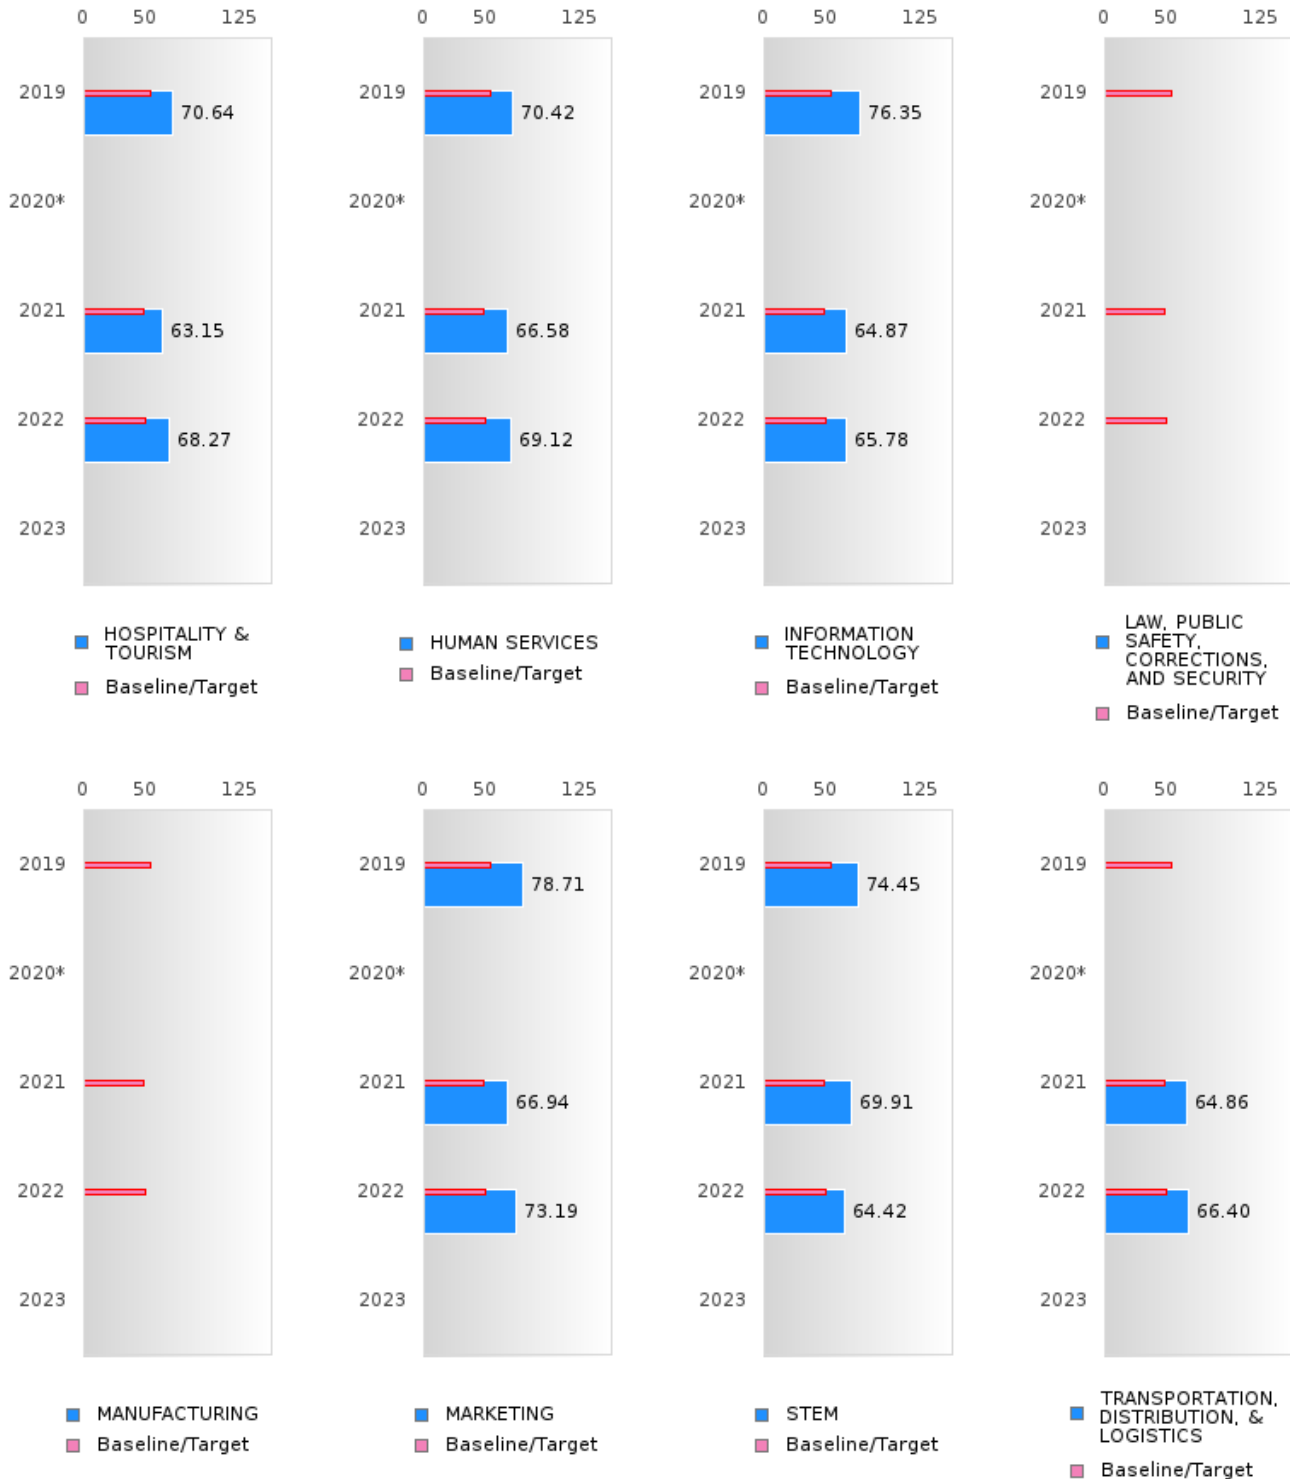 0 50 125
0 50 125
0 50 125
0 50 125
2019 70.64
2019 70.42
2019 76.35
2019
2020*
2020*
2020*
2020*
2021 63.15
2021 66.58
2021 64.87
2021
2022 68.27
2022 69.12
2022 65.78
2022
2023
2023
2023
2023
HOSPITALITY &
TOURISM
Baseline/Target
HUMAN SERVICES
Baseline/Target
INFORMATION
TECHNOLOGY
Baseline/Target
LAW, PUBLIC
SAFETY,
CORRECTIONS,
AND SECURITY
Baseline/Target
0 50 125
0 50 125
0 50 125
0 50 125
2019
2019 78.71
2019 74.45
2019
2020*
2020*
2020*
2020*
2021
2021 66.94
2021 69.91
2021 64.86
2022
2022 73.19
2022 64.42
2022 66.40
2023
2023
2023
2023
MANUFACTURING
Baseline/Target
MARKETING
Baseline/Target
STEM
Baseline/Target
TRANSPORTATION,
DISTRIBUTION, &
LOGISTICS
Baseline/Target